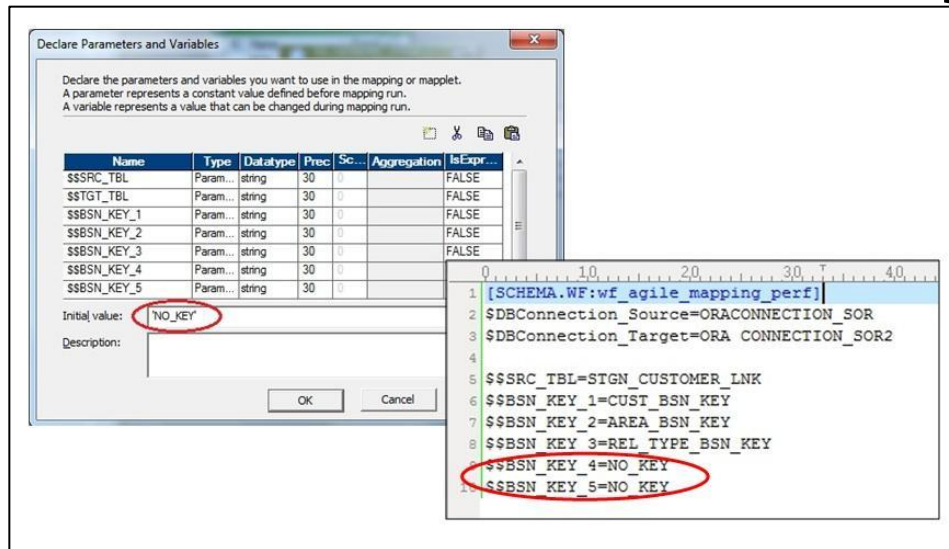 Declare Parameters and Variables
Declare the parameters and variables you want to use in the mapping or mapplet.
A parameter represents a constant value defined before mapping run.
A variable represents a value that can be changed during mapping run.
Name Type Datatype Prec Sc... Aggregation IsExpr...
$$SRC_TBL Param... string 30 0 FALSE
$$TGT_TBL Param... string 30 0 FALSE
$$BSN_KEY_1 Param... string 30 0 FALSE
$$BSN_KEY_2 Param... string 30 0 FALSE
$$BSN_KEY_3 Param... string 30 0 FALSE
$$BSN_KEY_4 Param... string 30 0
$$BSN_KEY_5 Param... string 30 0
Initial value: 'NO_KEY'
Description:
OK Cancel
0 10 20 30 40
1 [SCHEMA.WF:wf_agile_mapping_perf]
2 $DBConnection_Source=ORACONNECTION_SOR
3 $DBConnection_Target=ORA CONNECTION_SOR2
4
5 $$SRC_TBL=STGN_CUSTOMER_LNK
6 $$BSN_KEY_1=CUST_BSN_KEY
7 $$BSN_KEY_2=AREA_BSN_KEY
8 $$BSN_KEY_3=REL_TYPE_BSN_KEY
9 $$BSN_KEY_4=NO_KEY
10 $$BSN_KEY_5=NO_KEY